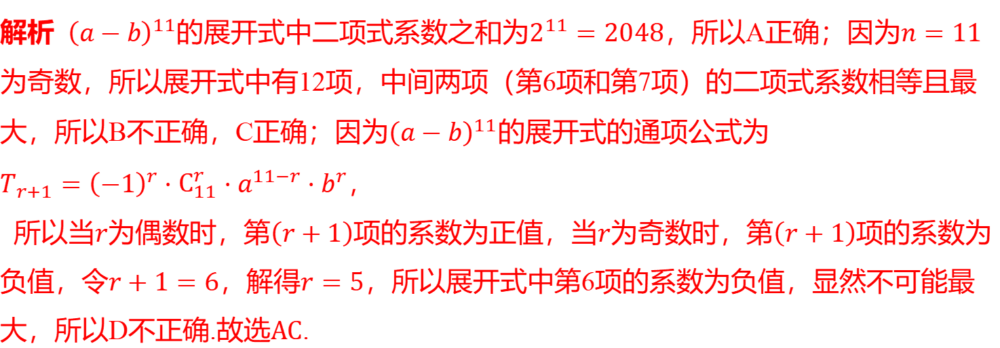 解析 $(a-b)^{11}$的展开式中二项式系数之和为$2^{11}=2048$，所以A正确；因为$n=11$
为奇数，所以展开式中有12项，中间两项（第6项和第7项）的二项式系数相等且最
大，所以B不正确，C正确；因为$(a-b)^{11}$的展开式的通项公式为
$T_{r+1}=(-1)^{r}\cdot \mathrm{C}_{11}^{r}\cdot a^{11-r}\cdot b^{r}$，
所以当$r$为偶数时，第$(r+1)$项的系数为正值，当$r$为奇数时，第$(r+1)$项的系数为
负值，令$r+1=6$，解得$r=5$，所以展开式中第6项的系数为负值，显然不可能最
大，所以D不正确.故选AC.